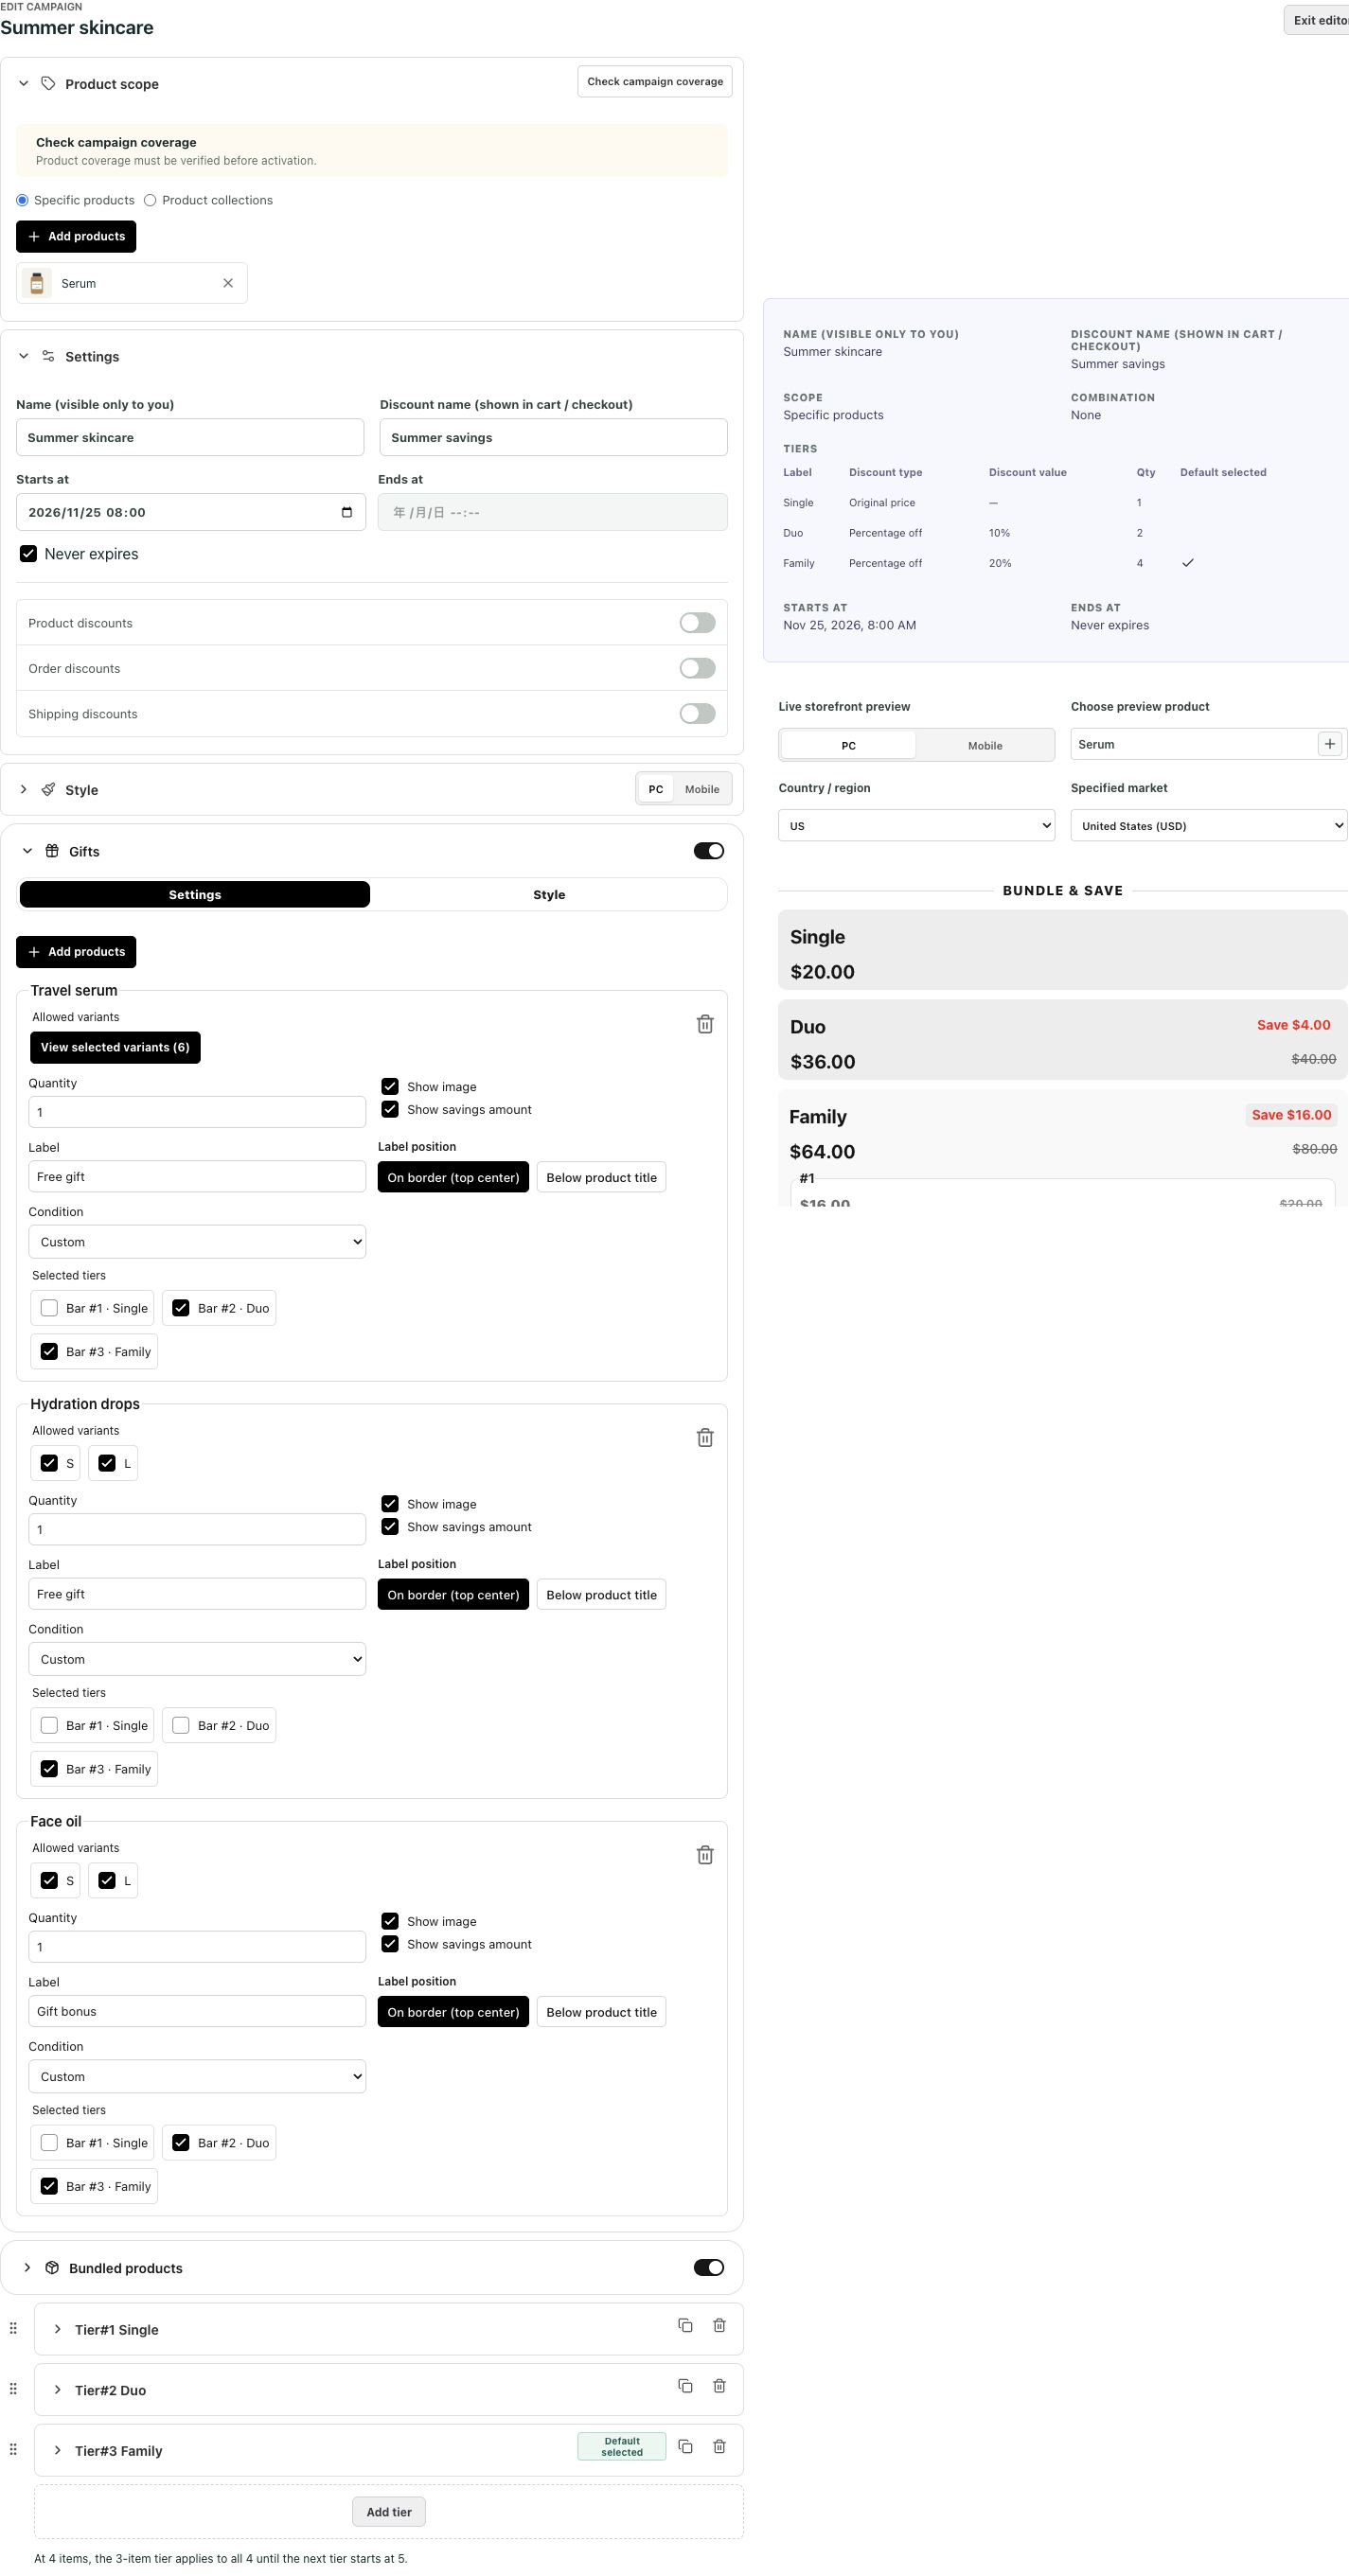 EDIT CAMPAIGN
Summer skincare
Product scope
Check campaign coverage
Check campaign coverage
Product coverage must be verified before activation.
Specific products
Product collections
Add products
Serum
Settings
Name (visible only to you)
Discount name (shown in cart / checkout)
Summer skincare
Summer savings
Starts at
Ends at
2026/11/25 08:00
年 /月/日 --:--
Never expires
Product discounts
Order discounts
Shipping discounts
Style
PC
Mobile
Gifts
Settings
Style
Add products
Travel serum
Allowed variants
View selected variants (6)
Quantity
1
Show image
Show savings amount
Label
Free gift
Label position
On border (top center)
Below product title
Condition
Custom
Selected tiers
Bar #1 · Single
Bar #2 · Duo
Bar #3 · Family
Hydration drops
Allowed variants
S
L
Quantity
1
Show image
Show savings amount
Label
Free gift
Label position
On border (top center)
Below product title
Condition
Custom
Selected tiers
Bar #1 · Single
Bar #2 · Duo
Bar #3 · Family
Face oil
Allowed variants
S
L
Quantity
1
Show image
Show savings amount
Label
Gift bonus
Label position
On border (top center)
Below product title
Condition
Custom
Selected tiers
Bar #1 · Single
Bar #2 · Duo
Bar #3 · Family
Bundled products
Tier#1 Single
Tier#2 Duo
Tier#3 Family
Default
selected
Add tier
At 4 items, the 3-item tier applies to all 4 until the next tier starts at 5.
Exit edito
NAME (VISIBLE ONLY TO YOU)
Summer skincare
DISCOUNT NAME (SHOWN IN CART /
CHECKOUT)
Summer savings
SCOPE
Specific products
COMBINATION
None
TIERS
Label Discount type Discount value Qty Default selected
Single Original price — 1
Duo Percentage off 10% 2
Family Percentage off 20% 4
STARTS AT
Nov 25, 2026, 8:00 AM
ENDS AT
Never expires
Live storefront preview
PC
Mobile
Choose preview product
Serum
Country / region
US
Specified market
United States (USD)
BUNDLE & SAVE
Single
$20.00
Duo
Save $4.00
$36.00
$40.00
Family
Save $16.00
$64.00
$80.00
#1
$16.00
$20.00